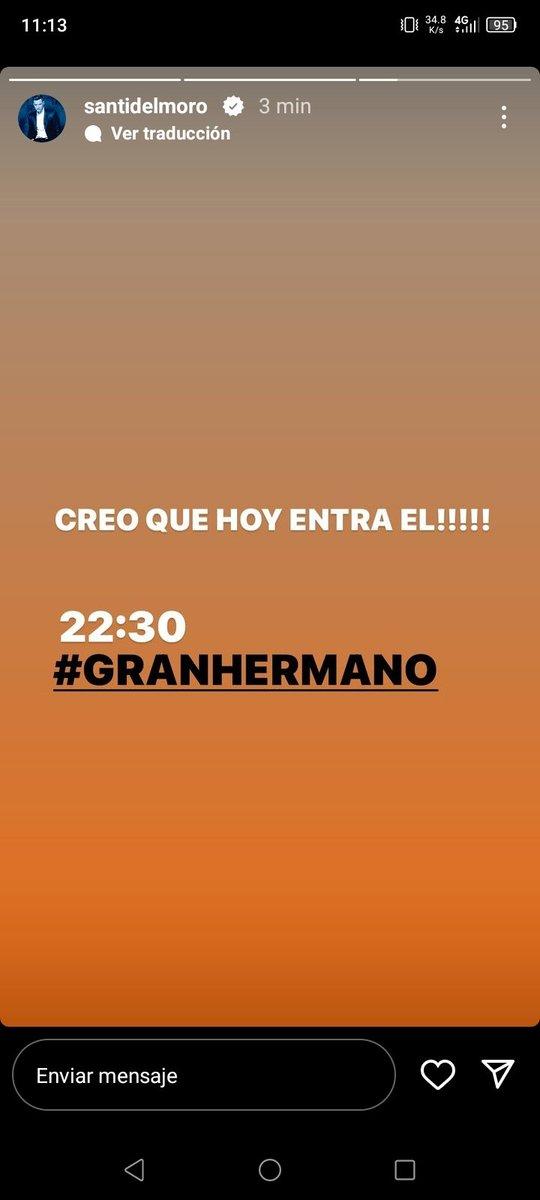 11:13
34.8
K/s
4G
95
santidelmoro
3 min
Ver traducción
CREO QUE HOY ENTRA EL!!!!!
22:30
#GRANHERMANO
Enviar mensaje